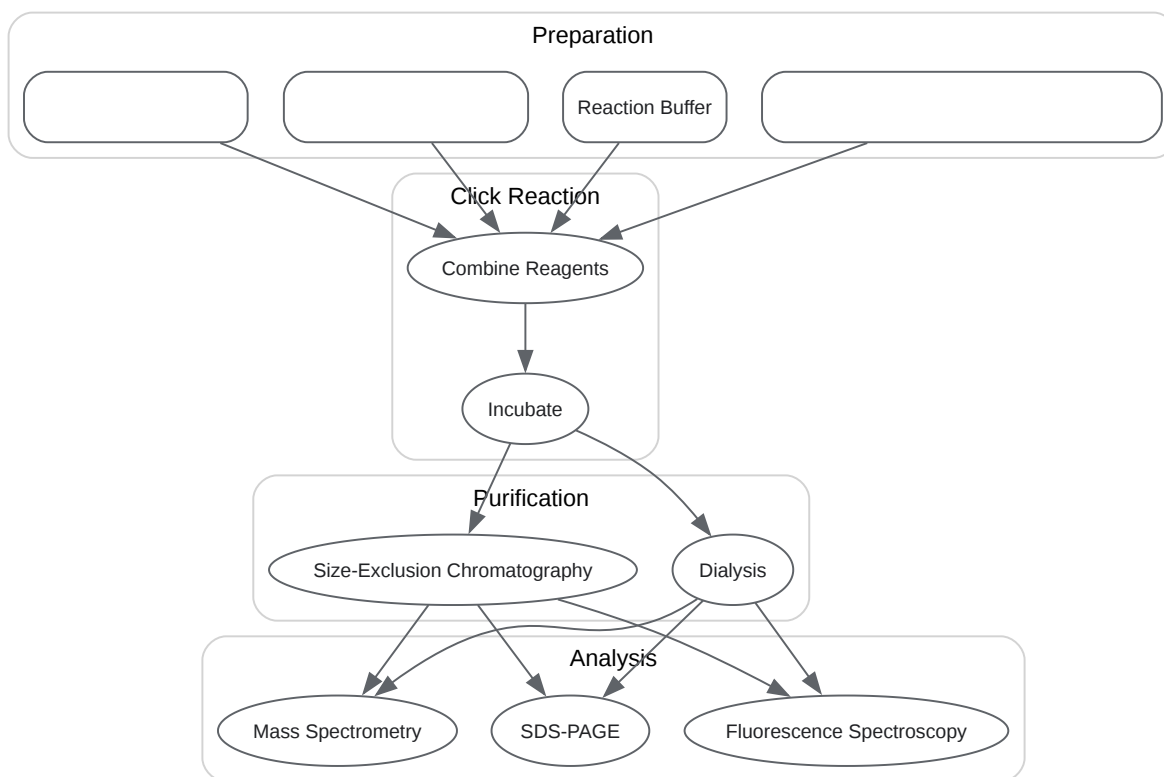 Preparation
Reaction Buffer
Click Reaction
Combine Reagents
Incubate
Purification
Size-Exclusion Chromatography
Dialysis
Analysis
Mass Spectrometry
SDS-PAGE
Fluorescence Spectroscopy